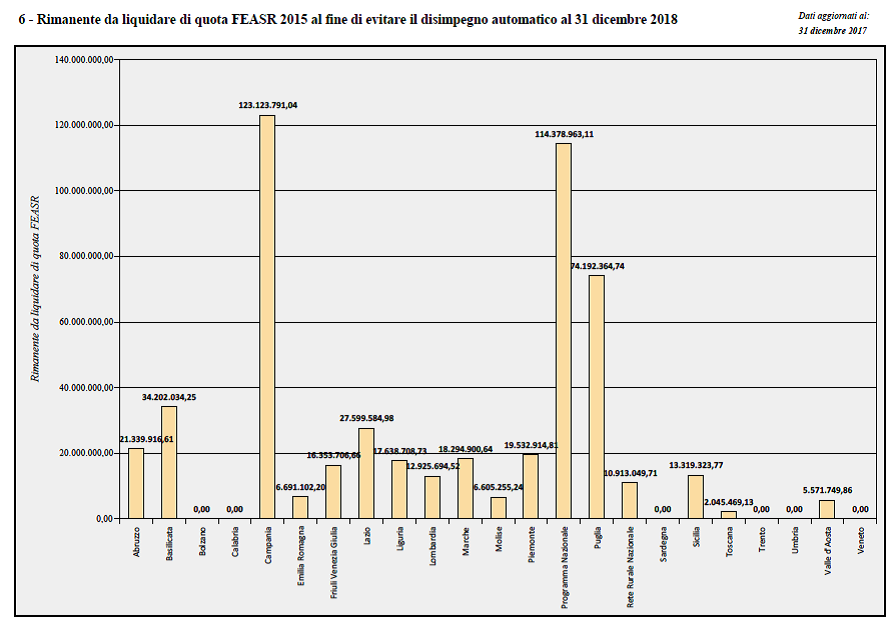 6 - Rimanente da liquidare di quota FEASR 2015 al fine di evitare il disimpegno automatico al 31 dicembre 2018
Dati aggiornati al:
31 dicembre 2017
Rimanente da liquidare di quota FEASR
140.000.000,00
120.000.000,00
100.000.000,00
80.000.000,00
60.000.000,00
40.000.000,00
20.000.000,00
0,00
21.339.916,61
34.202.034,25
0,00
0,00
123.123.791,04
6.691.102,20
16.353.706,66
27.599.584,98
17.638.708,73
12.925.694,52
18.294.900,64
6.605.255,24
19.532.914,81
114.378.963,11
74.192.364,74
10.913.049,71
0,00
13.319.323,77
2.045.469,13
0,00
0,00
5.571.749,86
0,00
Abruzzo
Basilicata
Bolzano
Calabria
Campania
Emilia Romagna
Friuli Venezia Giulia
Lazio
Liguria
Lombardia
Marche
Molise
Piemonte
Programma Nazionale
Puglia
Rete Rurale Nazionale
Sardegna
Sicilia
Toscana
Trento
Umbria
Valle d'Aosta
Veneto